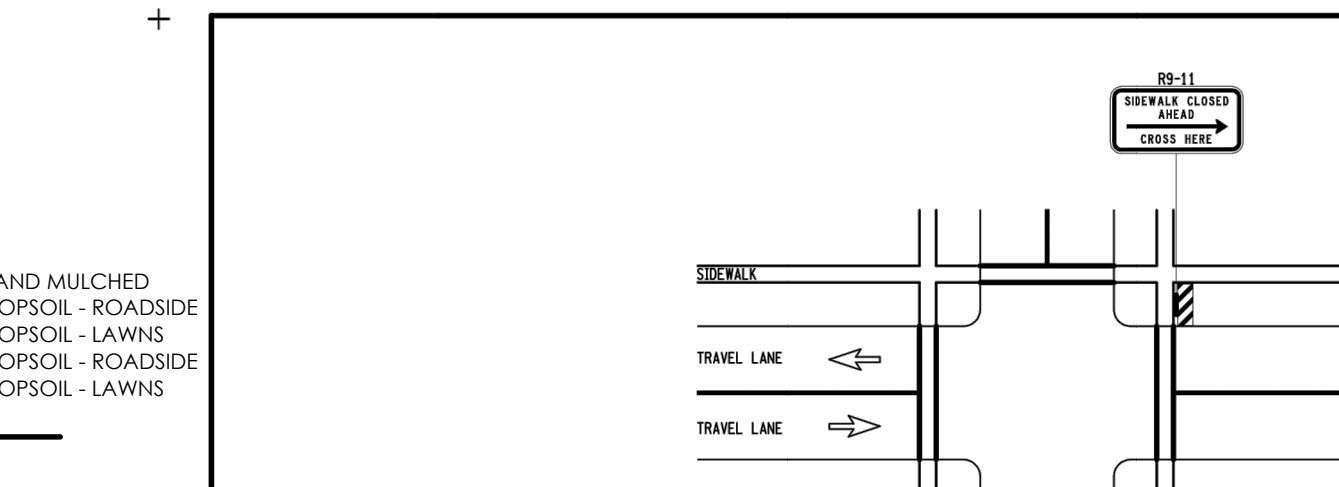 AND MULCHED
OPSOIL - ROADSIDE
OPSOIL - LAWNS
OPSOIL - ROADSIDE
OPSOIL - LAWNS
R9-11
SIDEWALK CLOSED
AHEAD
CROSS HERE
SIDEWALK
TRAVEL LANE
TRAVEL LANE